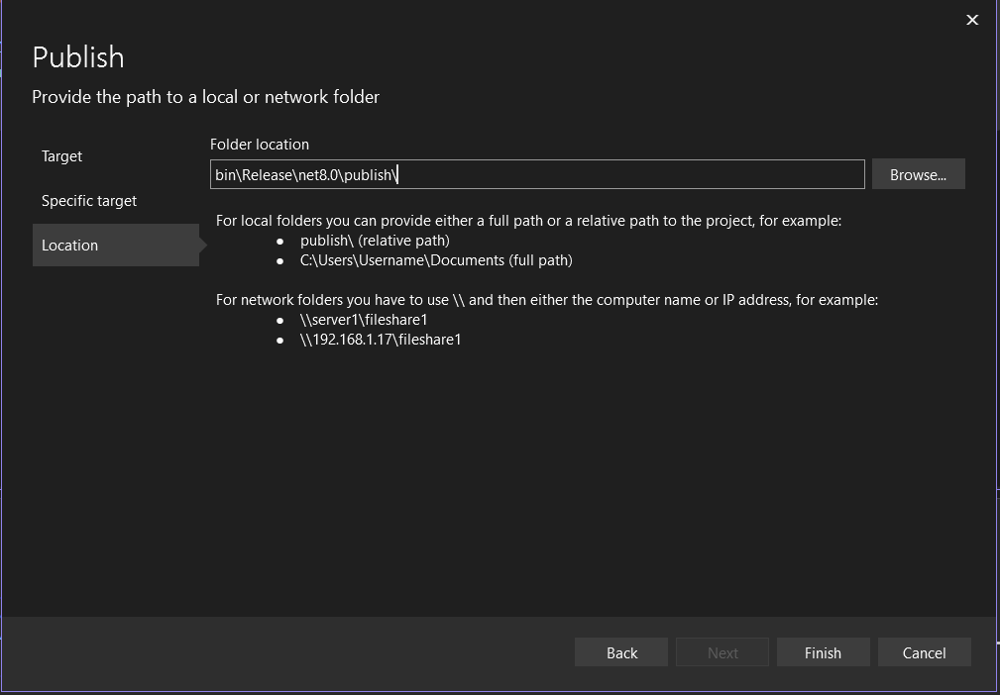 Publish
Provide the path to a local or network folder
Target
Specific target
Location
Folder location
bin\Release\net8.0\publish\
Browse...
For local folders you can provide either a full path or a relative path to the project, for example:
● publish\ (relative path)
● C:\Users\Username\Documents (full path)
For network folders you have to use \\ and then either the computer name or IP address, for example:
● \\server1\fileshare1
● \\192.168.1.17\fileshare1
Back Next Finish Cancel